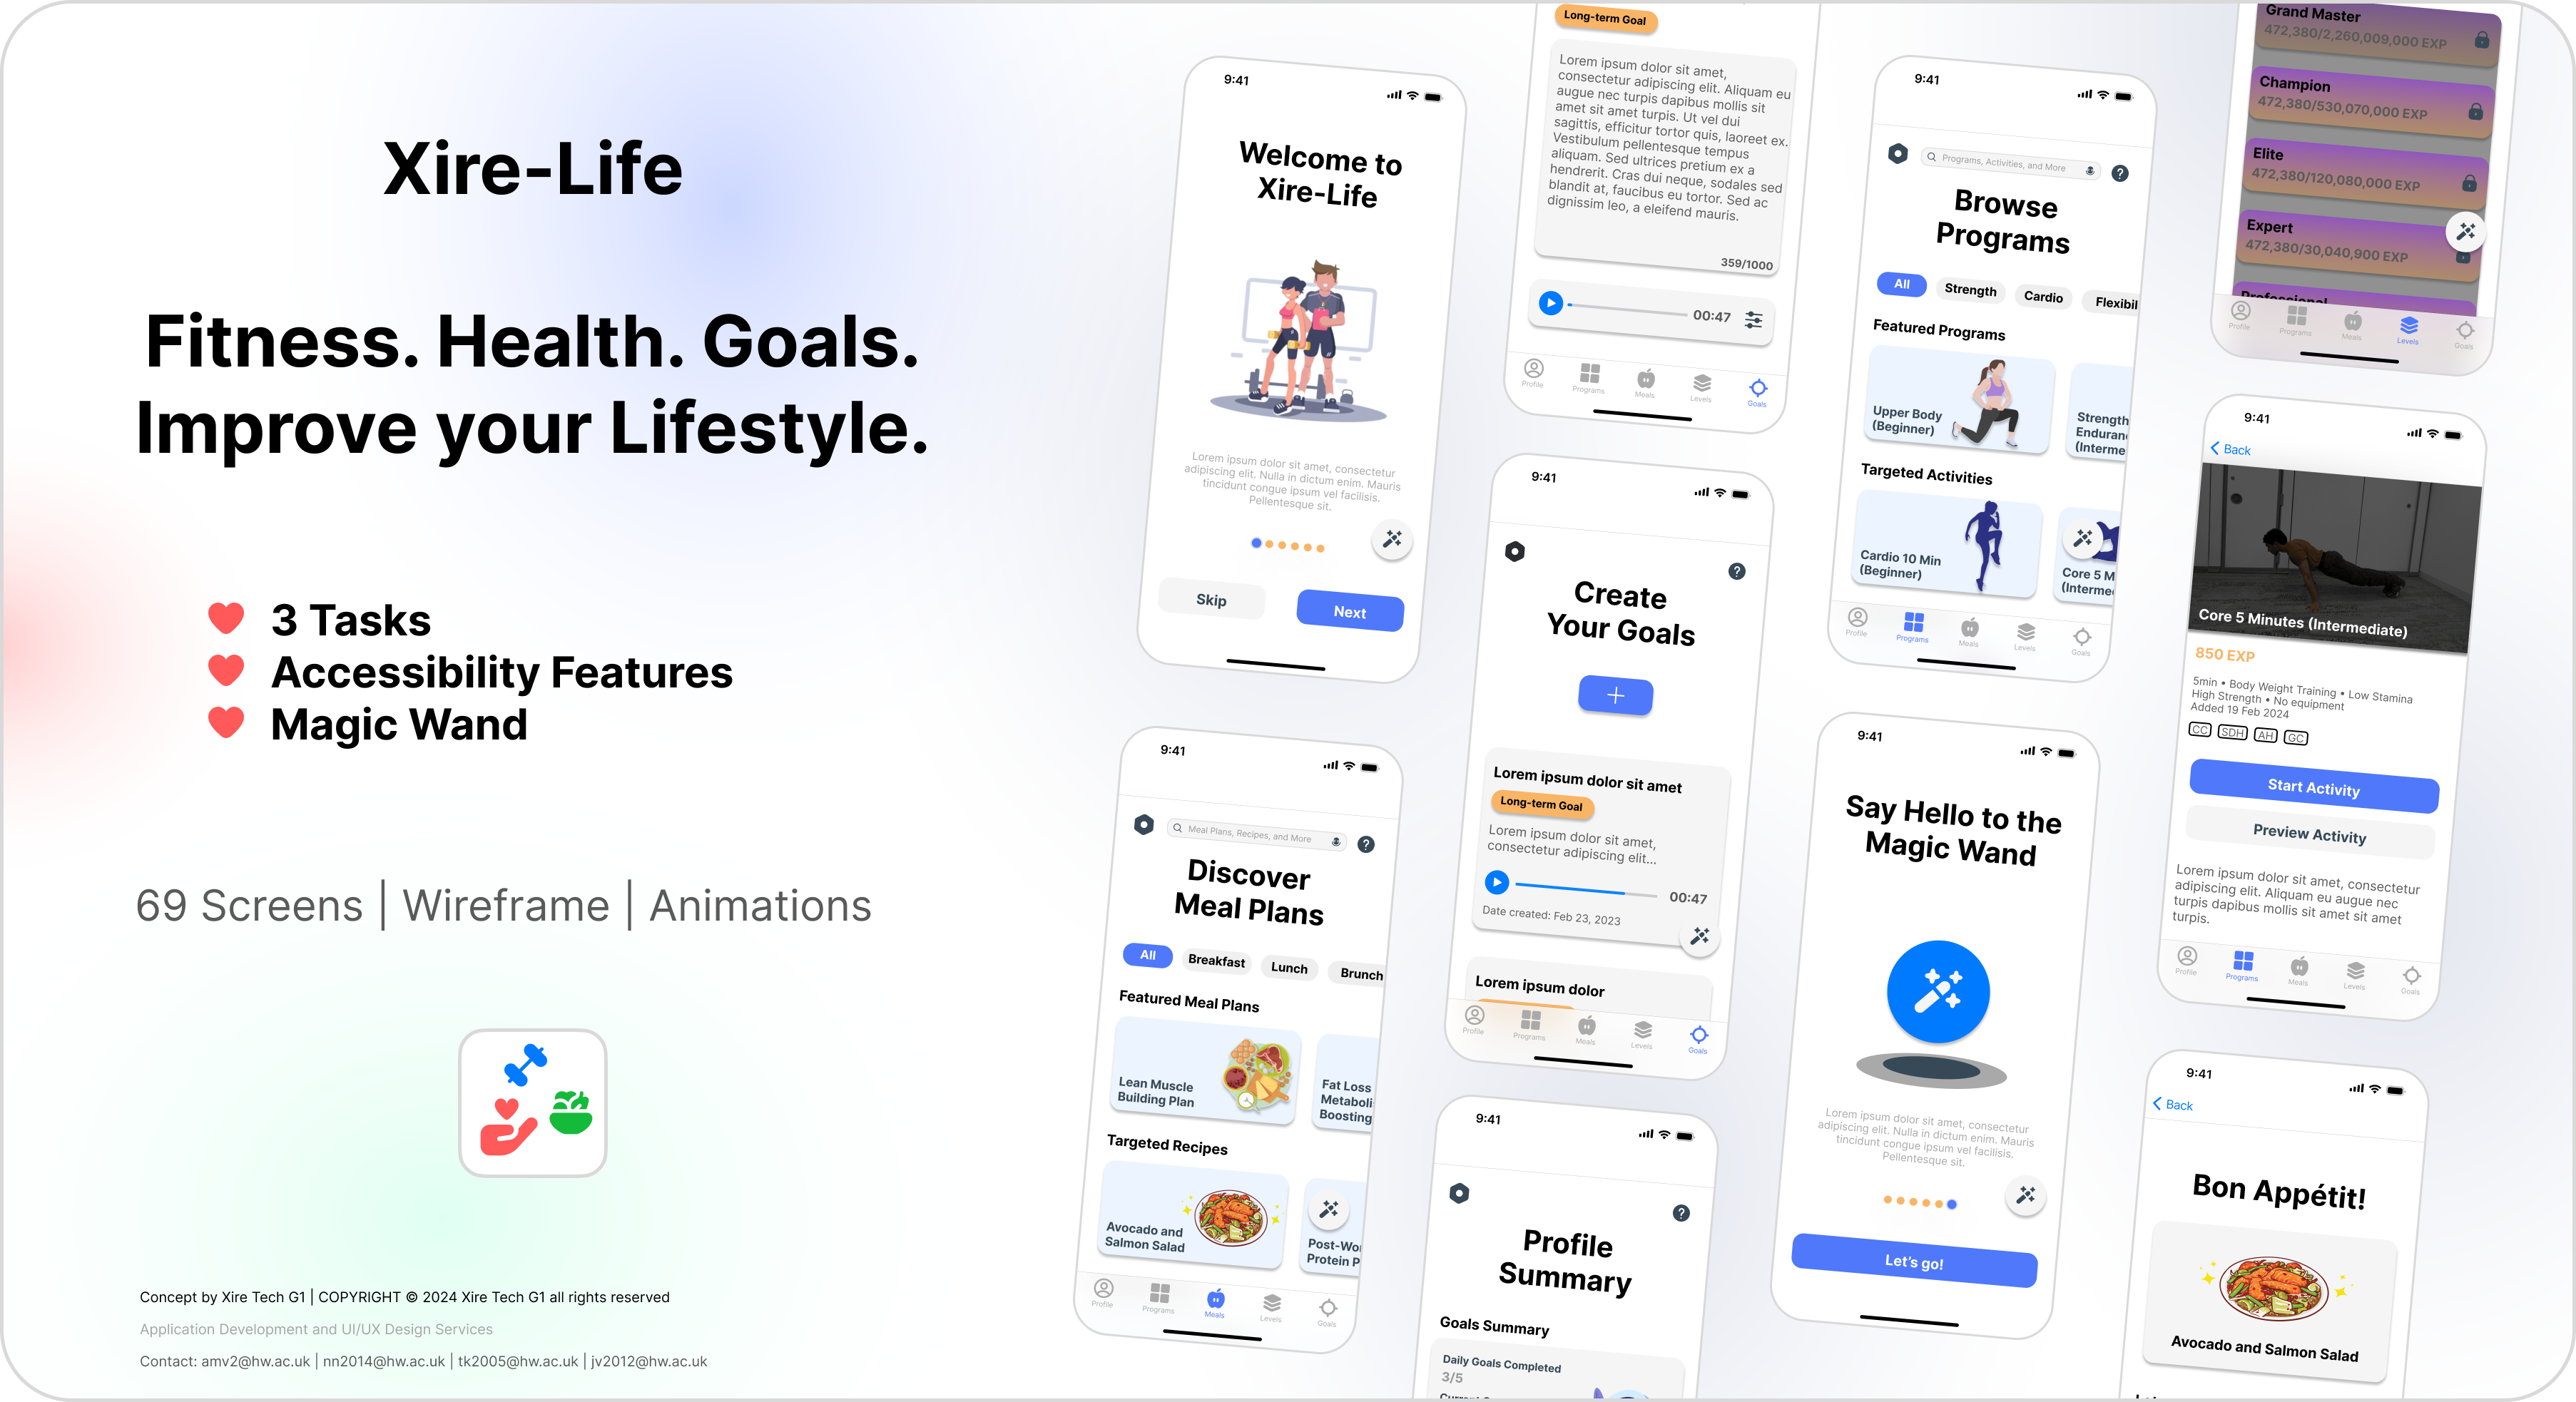 Xire-Life
Fitness. Health. Goals.
Improve your Lifestyle.
3 Tasks
Accessibility Features
Magic Wand
69 Screens | Wireframe | Animations
Concept by Xire Tech G1 | COPYRIGHT © 2024 Xire Tech G1 all rights reserved
Application Development and UI/UX Design Services
Contact: amv2@hw.ac.uk | nn2014@hw.ac.uk | tk2005@hw.ac.uk | jv2012@hw.ac.uk
9:41
Welcome to
Xire-Life
Lorem ipsum dolor sit amet, consectetur
adipiscing elit. Nulla in dictum enim. Mauris
tincidunt congue ipsum vel facilisis.
Pellentesque sit.
Skip
Next
9:41
Meal Plans, Recipes, and More
Discover
Meal Plans
All
Breakfast
Lunch
Brunch
Featured Meal Plans
Lean Muscle
Building Plan
Fat Loss
Metaboli
Boosting
Targeted Recipes
Avocado and
Salmon Salad
Post-Wo
Protein P
Profile
Programs
Meals
Levels
Goals
Long-term Goal
Lorem ipsum dolor sit amet,
consectetur adipiscing elit. Aliquam eu
augue nec turpis dapibus mollis sit
amet sit amet turpis. Ut vel dui
sagittis, efficitur tortor quis, laoreet ex.
Vestibulum pellentesque tempus
aliquam. Sed ultrices pretium ex a
hendrerit. Cras dui neque, sodales sed
blandit at, faucibus eu tortor. Sed ac
dignissim leo, a eleifend mauris.
359/1000
00:47
Profile
Programs
Meals
Levels
Goals
9:41
Create
Your Goals
Lorem ipsum dolor sit amet
Long-term Goal
Lorem ipsum dolor sit amet,
consectetur adipiscing elit...
00:47
Date created: Feb 23, 2023
Lorem ipsum dolor
Profile
Programs
Meals
Levels
Goals
9:41
Profile
Summary
Goals Summary
Daily Goals Completed
3/5
9:41
Programs, Activities, and More
Browse
Programs
All
Strength
Cardio
Flexibil
Featured Programs
Upper Body
(Beginner)
Strength
Enduran
(Interme
Targeted Activities
Cardio 10 Min
(Beginner)
Core 5 M
(Interme
Profile
Programs
Meals
Levels
Goals
9:41
Say Hello to the
Magic Wand
Lorem ipsum dolor sit amet, consectetur
adipiscing elit. Nulla in dictum enim. Mauris
tincidunt congue ipsum vel facilisis.
Pellentesque sit.
Let's go!
Grand Master
472,380/2,260,009,000 EXP
Champion
472,380/530,070,000 EXP
Elite
472,380/120,080,000 EXP
Expert
472,380/30,040,900 EXP
Professional
Profile
Programs
Meals
Levels
Goals
9:41
Back
Core 5 Minutes (Intermediate)
850 EXP
5min • Body Weight Training • Low Stamina
High Strength • No equipment
Added 19 Feb 2024
CC SDH AH GC
Start Activity
Preview Activity
Lorem ipsum dolor sit amet, consectetur
adipiscing elit. Aliquam eu augue nec
turpis dapibus mollis sit amet sit amet
turpis.
Profile
Programs
Meals
Levels
Goals
9:41
Back
Bon Appétit!
Avocado and Salmon Salad